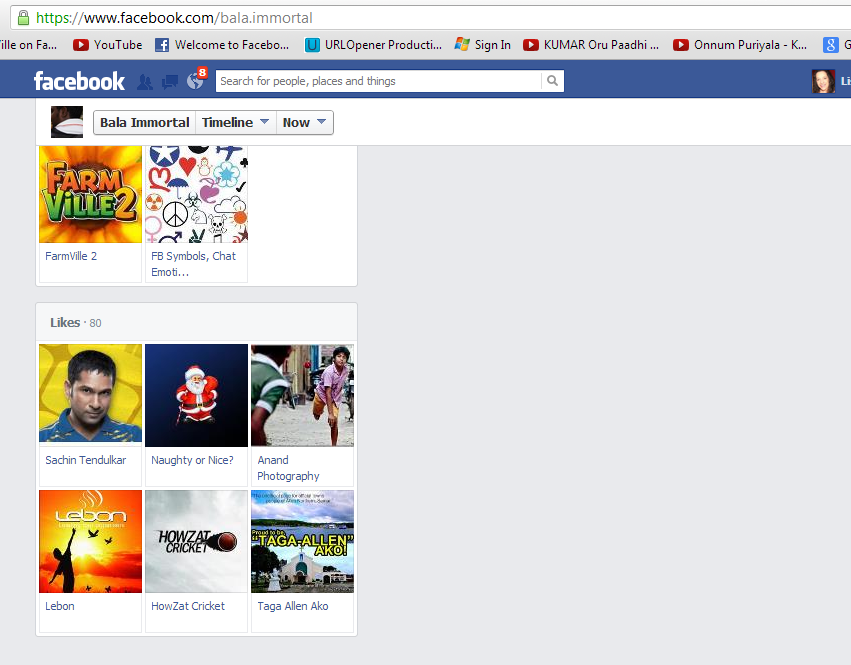 https://www.facebook.com/bala.immortal
ille on Fa... YouTube Welcome to Facebo... URLOpener Producti... Sign In KUMAR Oru Paadhi ... Onnum Puriyala - K... G
facebook 8 Search for people, places and things Li
Bala Immortal Timeline Now
FARM
VILLE 2
FarmVille 2 FB Symbols, Chat
Emoti...
Likes · 80
Sachin Tendulkar Naughty or Nice? Anand
Photography
Lebon
HOWZAT
CRICKET
Proud to be
"TAGA-ALLEN"
AKO!
Lebon HowZat Cricket Taga Allen Ako